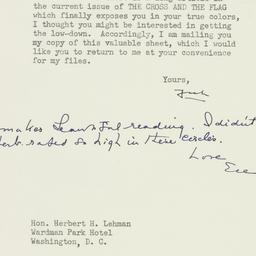 the current issue of THE CROSS AND THE FLAG
which finally exposes you in your true colors,
I thought you might be interested in getting
the low-down. Accordingly, I am mailing you
my copy of this valuable sheet, which I would
like you to return to me at your convenience
for my files.
Yours,
makes beautiful reading. I didn't
Herb rated so high in these circles.
Love
Hon. Herbert H. Lehman
Wardman Park Hotel
Washington, D. C.